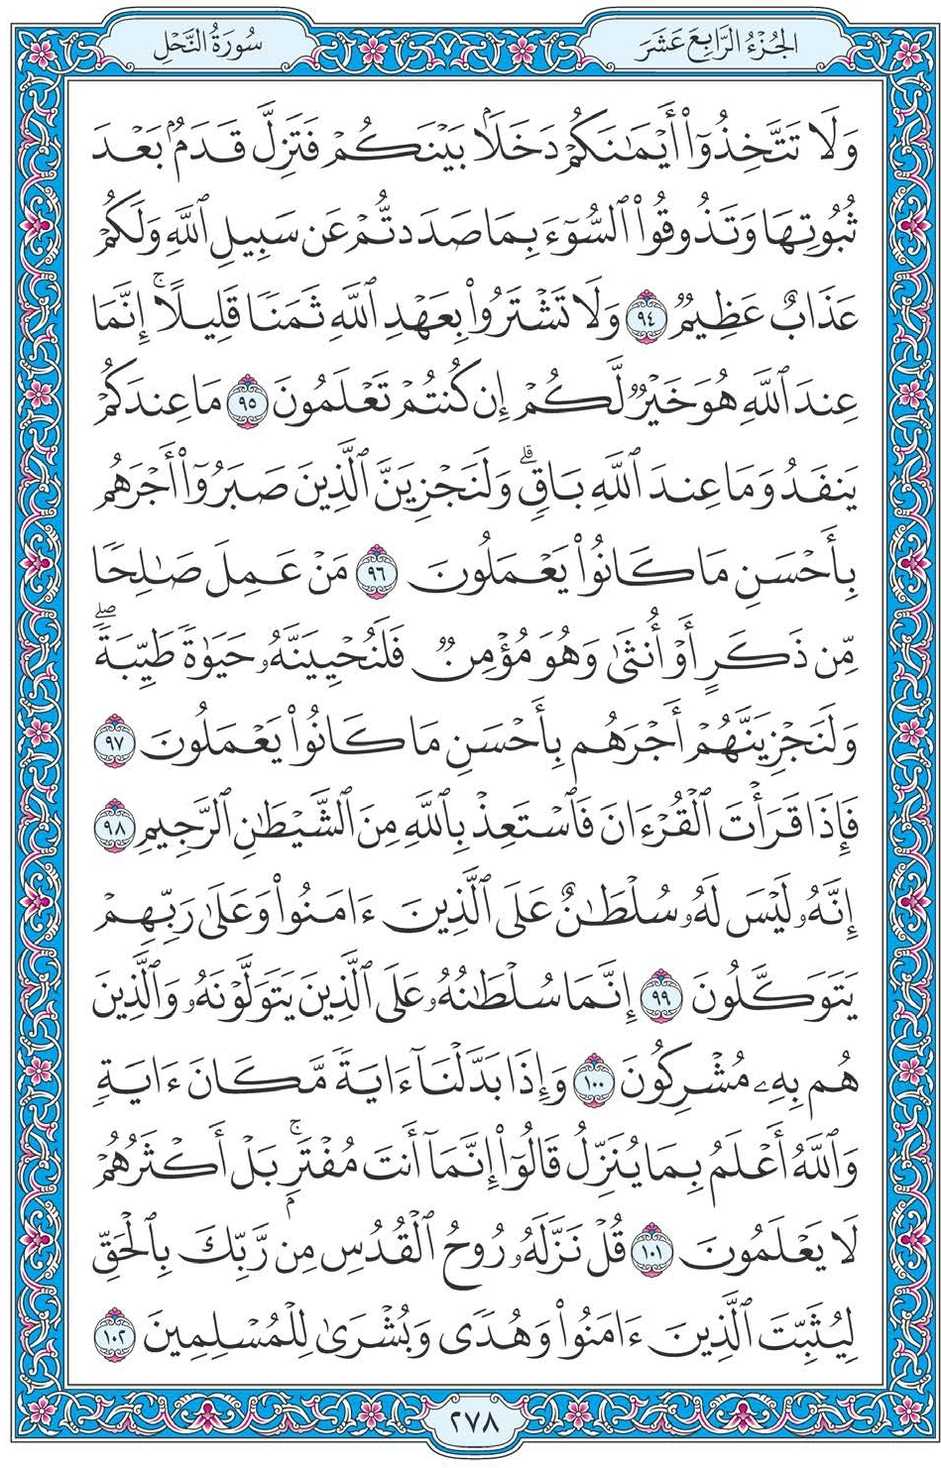 الجُزْءُ الرَّابِعَ عَشَرَ
سُورَةُ النَّحْلِ
وَلَا تَتَّخِذُوٓاْ أَيْمَٰنَكُمْ دَخَلَۢا بَيْنَكُمْ فَتَزِلَّ قَدَمُۢ بَعْدَ
ثُبُوتِهَا وَتَذُوقُواْ ٱلسُّوٓءَ بِمَا صَدَدتُّمْ عَن سَبِيلِ ٱللَّهِ وَلَكُمْ
عَذَابٌ عَظِيمٌ ٩٤ وَلَا تَشْتَرُواْ بِعَهْدِ ٱللَّهِ ثَمَنًا قَلِيلًاۚ إِنَّمَا
عِندَ ٱللَّهِ هُوَ خَيْرٌ لَّكُمْ إِن كُنتُمْ تَعْلَمُونَ ٩٥ مَا عِندَكُمْ
يَنفَدُ وَمَا عِندَ ٱللَّهِ بَاقٍۗ وَلَنَجْزِيَنَّ ٱلَّذِينَ صَبَرُوٓاْ أَجْرَهُم
بِأَحْسَنِ مَا كَانُواْ يَعْمَلُونَ ٩٦ مَنْ عَمِلَ صَٰلِحًا
مِّن ذَكَرٍ أَوْ أُنثَىٰ وَهُوَ مُؤْمِنٌ فَلَنُحْيِيَنَّهُۥ حَيَوٰةً طَيِّبَةًۖ
وَلَنَجْزِيَنَّهُمْ أَجْرَهُم بِأَحْسَنِ مَا كَانُواْ يَعْمَلُونَ ٩٧
فَإِذَا قَرَأْتَ ٱلْقُرْءَانَ فَٱسْتَعِذْ بِٱللَّهِ مِنَ ٱلشَّيْطَٰنِ ٱلرَّجِيمِ ٩٨
إِنَّهُۥ لَيْسَ لَهُۥ سُلْطَٰنٌ عَلَى ٱلَّذِينَ ءَامَنُواْ وَعَلَىٰ رَبِّهِمْ
يَتَوَكَّلُونَ ٩٩ إِنَّمَا سُلْطَٰنُهُۥ عَلَى ٱلَّذِينَ يَتَوَلَّوْنَهُۥ وَٱلَّذِينَ
هُم بِهِۦ مُشْرِكُونَ ١٠٠ وَإِذَا بَدَّلْنَآ ءَايَةً مَّكَانَ ءَايَةٍ
وَٱللَّهُ أَعْلَمُ بِمَا يُنَزِّلُ قَالُوٓاْ إِنَّمَآ أَنتَ مُفْتَرٍۭۚ بَلْ أَكْثَرُهُمْ
لَا يَعْلَمُونَ ١٠١ قُلْ نَزَّلَهُۥ رُوحُ ٱلْقُدُسِ مِن رَّبِّكَ بِٱلْحَقِّ
لِيُثَبِّتَ ٱلَّذِينَ ءَامَنُواْ وَهُدًى وَبُشْرَىٰ لِلْمُسْلِمِينَ ١٠٢
٢٧٨